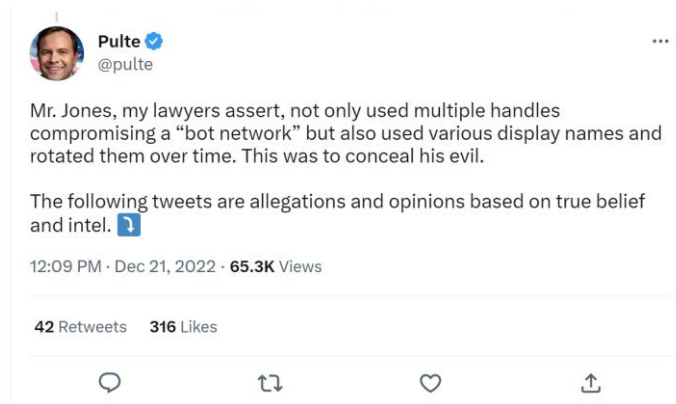 Pulte
@pulte
Mr. Jones, my lawyers assert, not only used multiple handles
compromising a “bot network” but also used various display names and
rotated them over time. This was to conceal his evil.
The following tweets are allegations and opinions based on true belief
and intel. ⤵️
12:09 PM · Dec 21, 2022 · 65.3K Views
42 Retweets 316 Likes